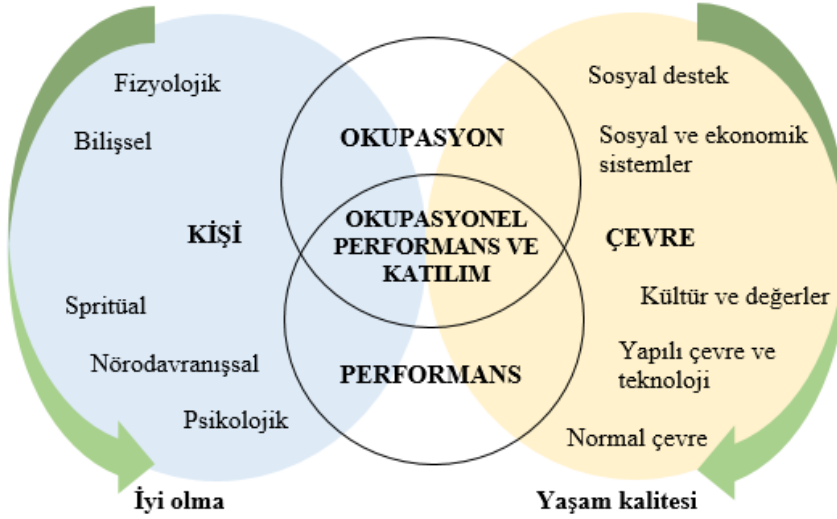 Fizyolojik
Bilişsel
KİŞİ
Spritüal
Nörodavranışsal
Psikolojik
İyi olma
OKUPASYON
OKUPASYONEL
PERFORMANS VE
KATILIM
PERFORMANS
Sosyal destek
Sosyal ve ekonomik
sistemler
ÇEVRE
Kültür ve değerler
Yapılı çevre ve
teknoloji
Normal çevre
Yaşam kalitesi